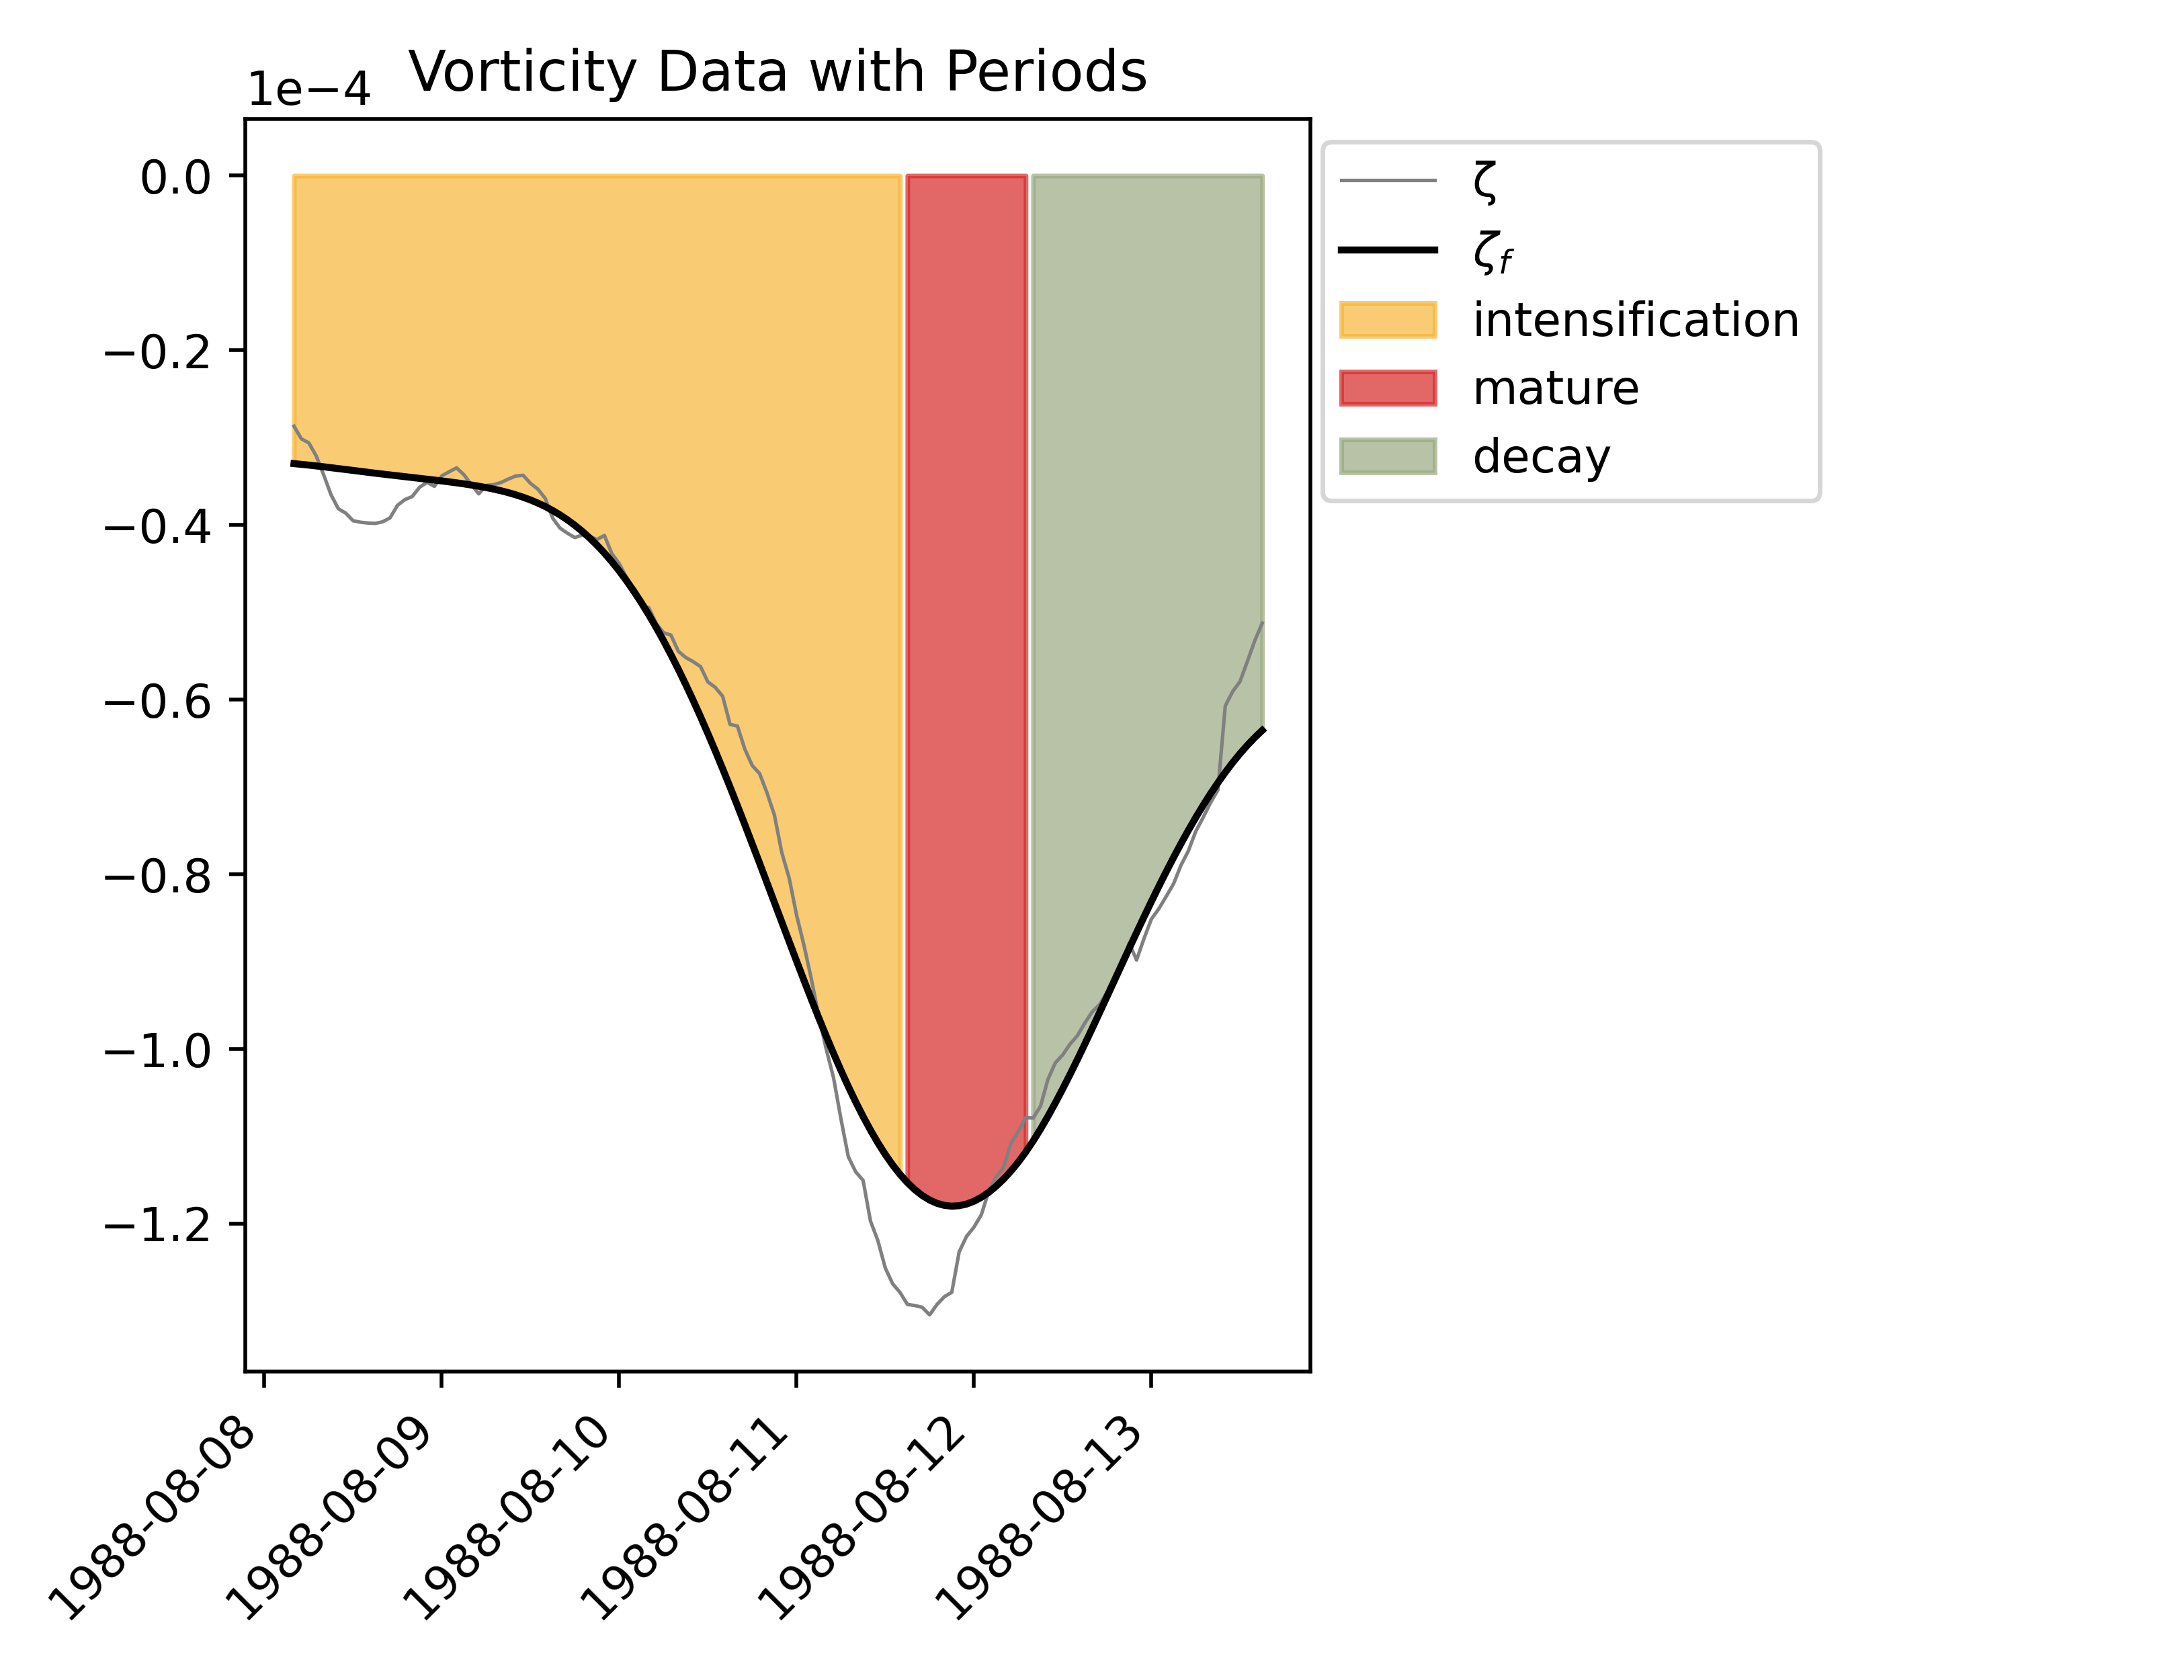 Vorticity Data with Periods
1e−4
0.0
−0.2
−0.4
−0.6
−0.8
−1.0
−1.2
1988-08-08
1988-08-09
1988-08-10
1988-08-11
1988-08-12
1988-08-13
ζ
ζf
intensification
mature
decay